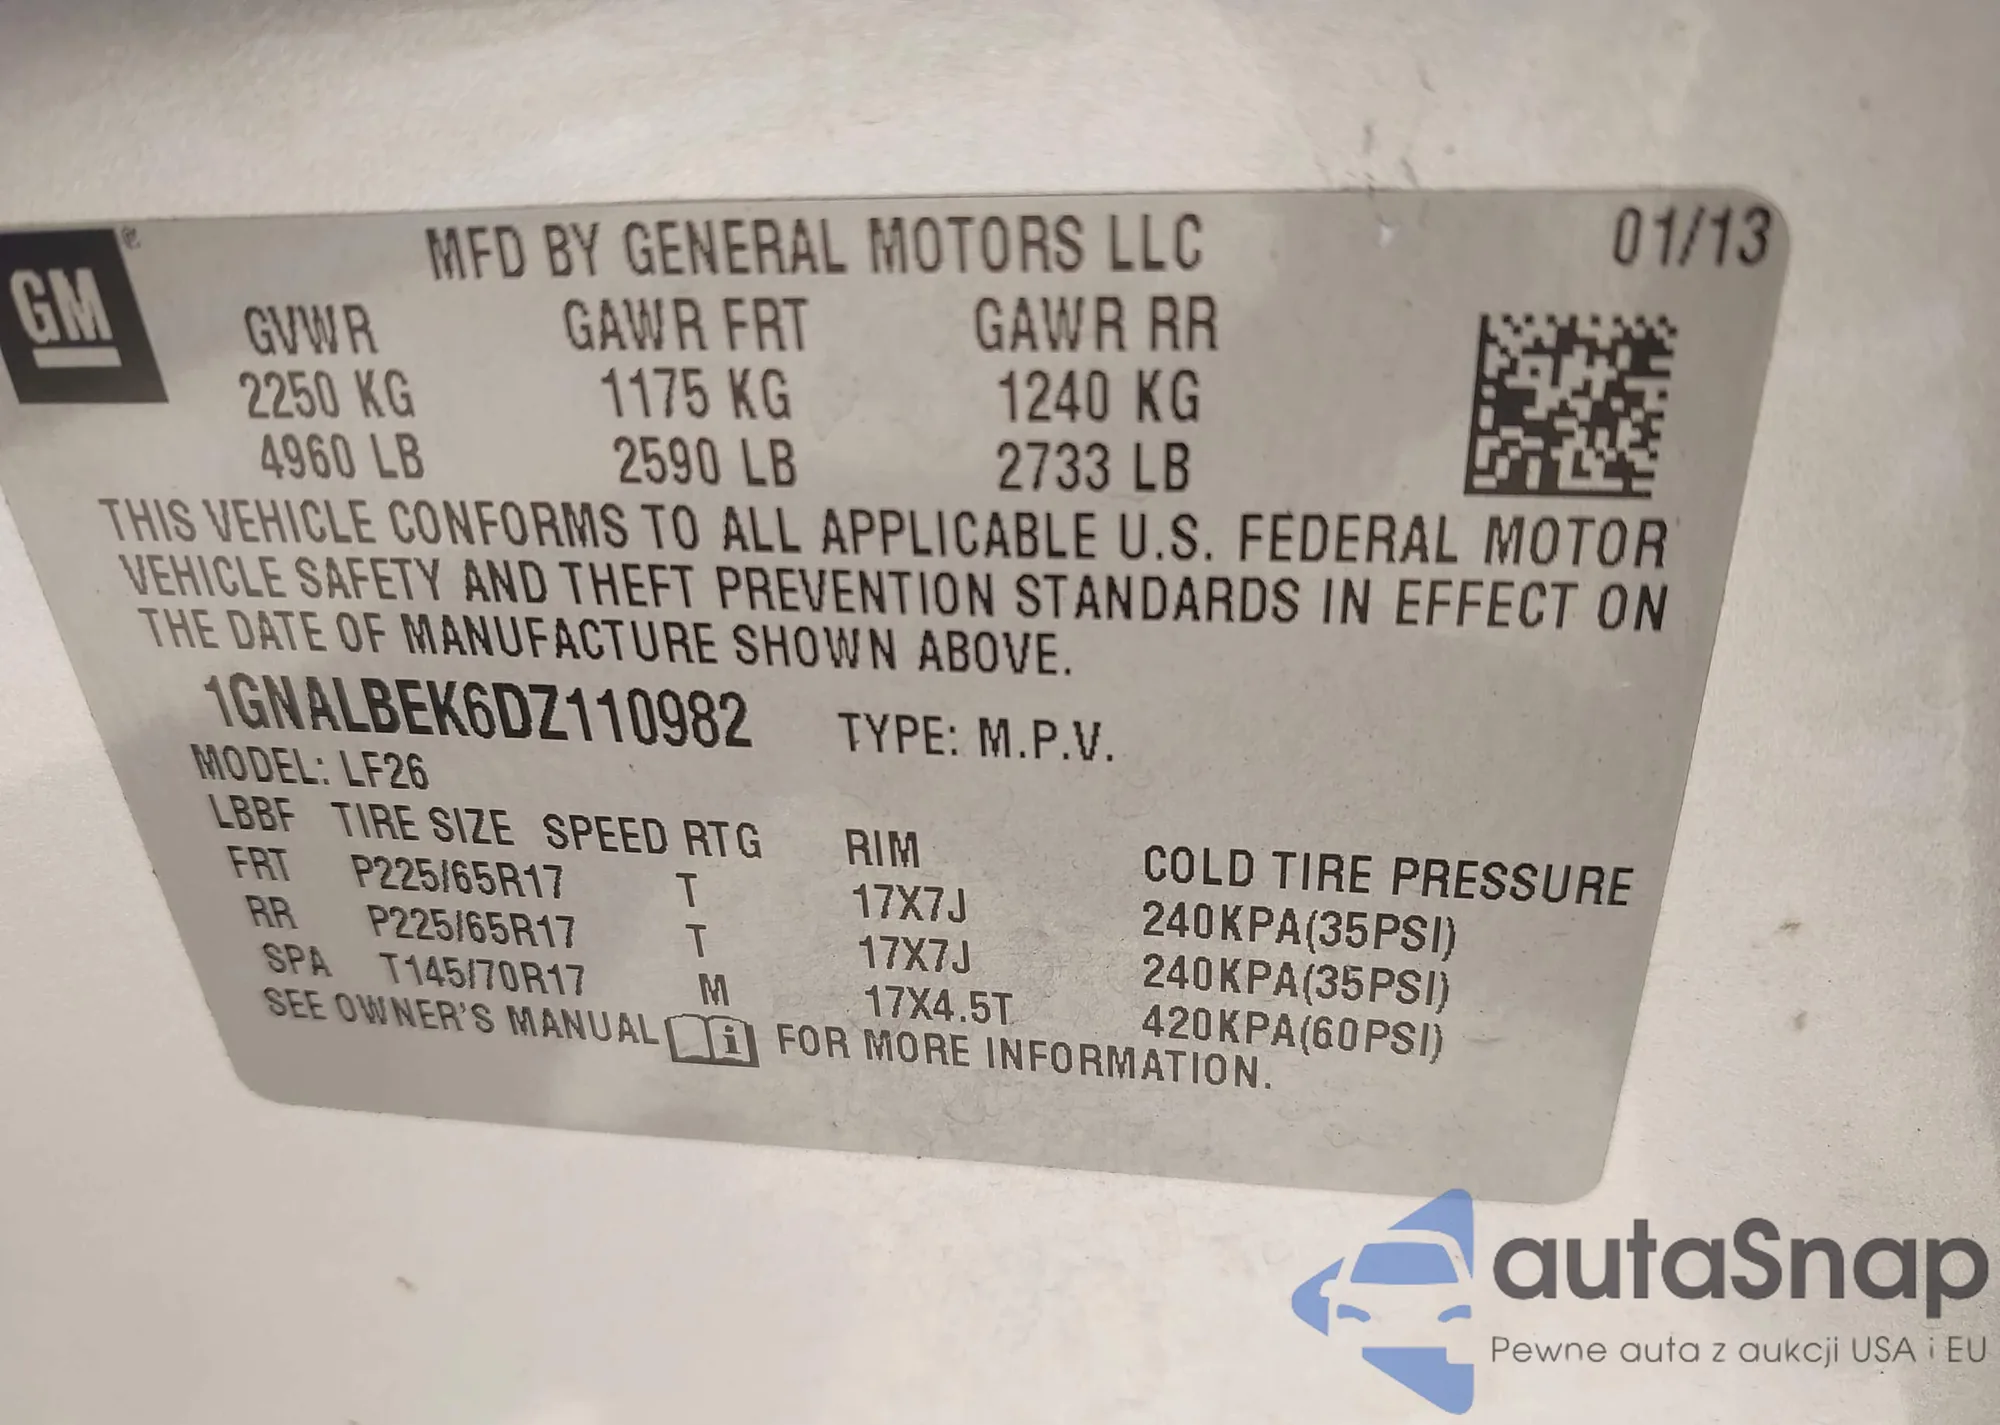 GM
MFD BY GENERAL MOTORS LLC 01/13
GVWR GAWR FRT GAWR RR
2250 KG 1175 KG 1240 KG
4960 LB 2590 LB 2733 LB
THIS VEHICLE CONFORMS TO ALL APPLICABLE U.S. FEDERAL MOTOR
VEHICLE SAFETY AND THEFT PREVENTION STANDARDS IN EFFECT ON
THE DATE OF MANUFACTURE SHOWN ABOVE.
1GNALBEK6DZ110982 TYPE: M.P.V.
MODEL: LF26
LBBF TIRE SIZE SPEED RTG RIM COLD TIRE PRESSURE
FRT P225/65R17 T 17X7J 240KPA(35PSI)
RR P225/65R17 T 17X7J 240KPA(35PSI)
SPA T145/70R17 M 17X4.5T 420KPA(60PSI)
SEE OWNER'S MANUAL i FOR MORE INFORMATION.
autaSnap
Pewne auta z aukcji USA i EU